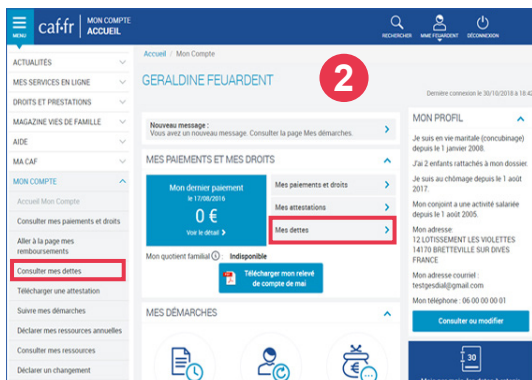 MENU
caf.fr
MON COMPTE
ACCUEIL
RECHERCHER
MME FEUARDENT
DÉCONNEXION
ACTUALITÉS
MES SERVICES EN LIGNE
DROITS ET PRESTATIONS
MAGAZINE VIES DE FAMILLE
AIDE
MA CAF
MON COMPTE
Accueil Mon Compte
Consulter mes paiements et droits
Aller à la page mes
remboursements
Consulter mes dettes
Télécharger une attestation
Suivre mes démarches
Déclarer mes ressources annuelles
Consulter mes ressources
Déclarer un changement
Accueil / Mon Compte
GERALDINE FEUARDENT
2
Dernière connexion le 30/10/2018 à 18:42
Nouveau message :
Vous avez un nouveau message. Consulter la page Mes démarches.
MES PAIEMENTS ET MES DROITS
Mon dernier paiement
le 17/08/2016
0 €
Voir le détail >
Mes paiements et droits
Mes attestations
Mes dettes
Mon quotient familial : Indisponible
Télécharger mon relevé
de compte de mai
MES DÉMARCHES
MON PROFIL
Je suis en vie maritale (concubinage)
depuis le 1 janvier 2008.
J'ai 2 enfants rattachés à mon dossier.
Je suis au chômage depuis le 1 août
2017.
Mon conjoint a une activité salariée
depuis le 1 août 2005.
Mon adresse
12 LOTISSEMENT LES VIOLETTES
14170 BRETTEVILLE SUR DIVES
FRANCE
Mon adresse courriel :
testgesdial@gmail.com
Mon téléphone : 06 00 00 00 01
Consulter ou modifier
30